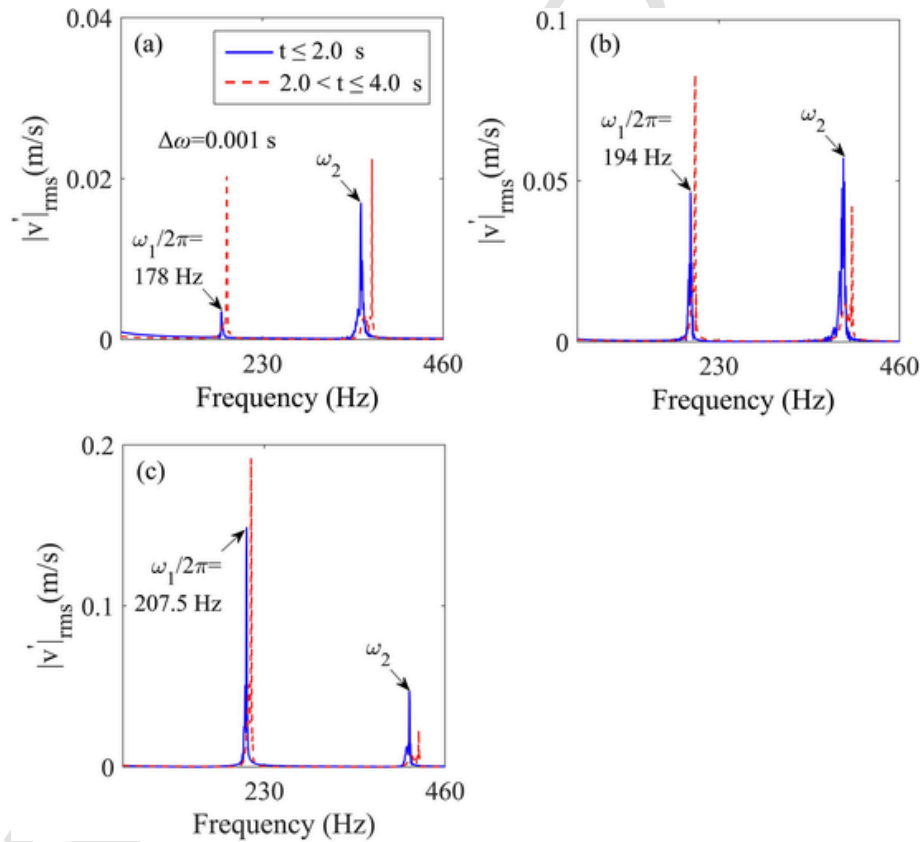 0.04
(a)
t ≤ 2.0 s
2.0 < t ≤ 4.0 s
Δω=0.001 s
ω₂
0.02
|v'|rms(m/s)
ω₁/2π=
178 Hz
0
230
460
Frequency (Hz)
0.1
(b)
ω₁/2π=
194 Hz
ω₂
0.05
|v'|rms(m/s)
0
230
460
Frequency (Hz)
0.2
(c)
ω₁/2π=
207.5 Hz
0.1
|v'|rms(m/s)
ω₂
0
230
460
Frequency (Hz)